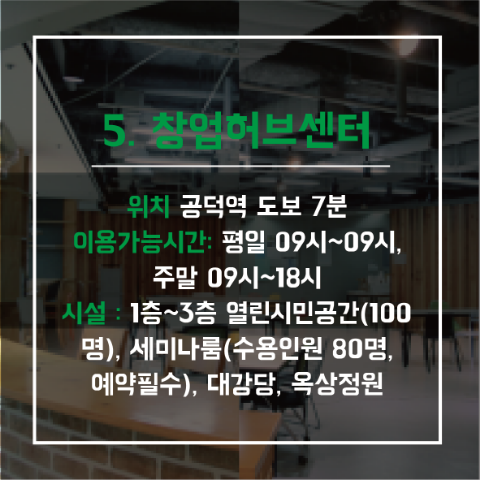 5. 창업허브센터
위치 공덕역 도보 7분
이용가능시간: 평일 09시~09시,
주말 09시~18시
시설 : 1층~3층 열린시민공간(100
명), 세미나룸(수용인원 80명,
예약필수), 대강당, 옥상정원